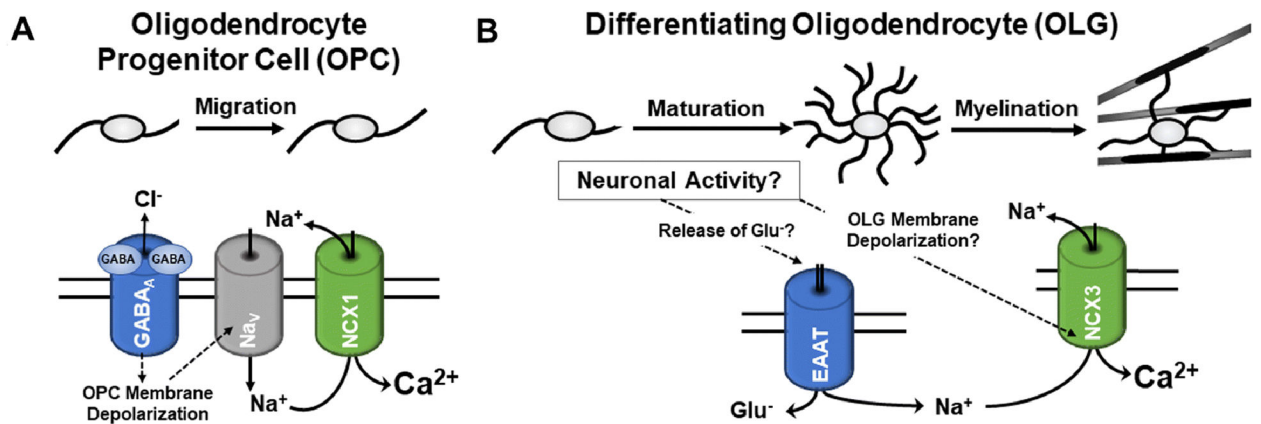 A
Oligodendrocyte
Progenitor Cell (OPC)
Migration
Cl-
Na+
GABA
GABA
GABAA
NaV
NCX1
OPC Membrane
Depolarization
Na+
Ca2+
B
Differentiating Oligodendrocyte (OLG)
Maturation
Myelination
Neuronal Activity?
Release of Glu-?
OLG Membrane
Depolarization?
Na+
NCX3
EAAT
Ca2+
Glu-
Na+